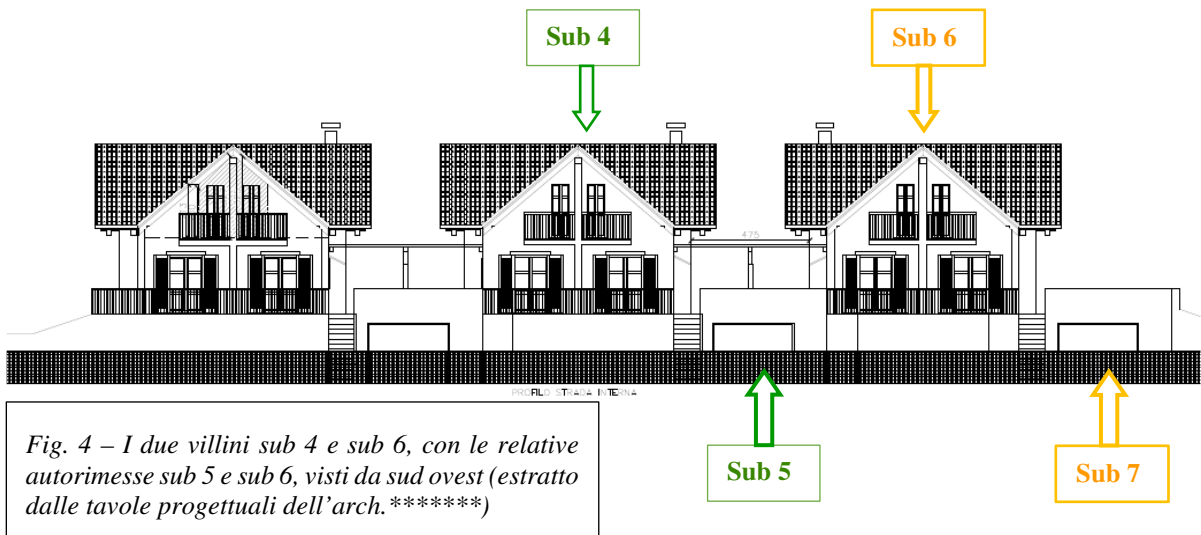 Sub 4
Sub 6
475
PROFILO STRADA INTERNA
Fig. 4 – I due villini sub 4 e sub 6, con le relative
autorimesse sub 5 e sub 6, visti da sud ovest (estratto
dalle tavole progettuali dell’arch.*******)
Sub 5
Sub 7